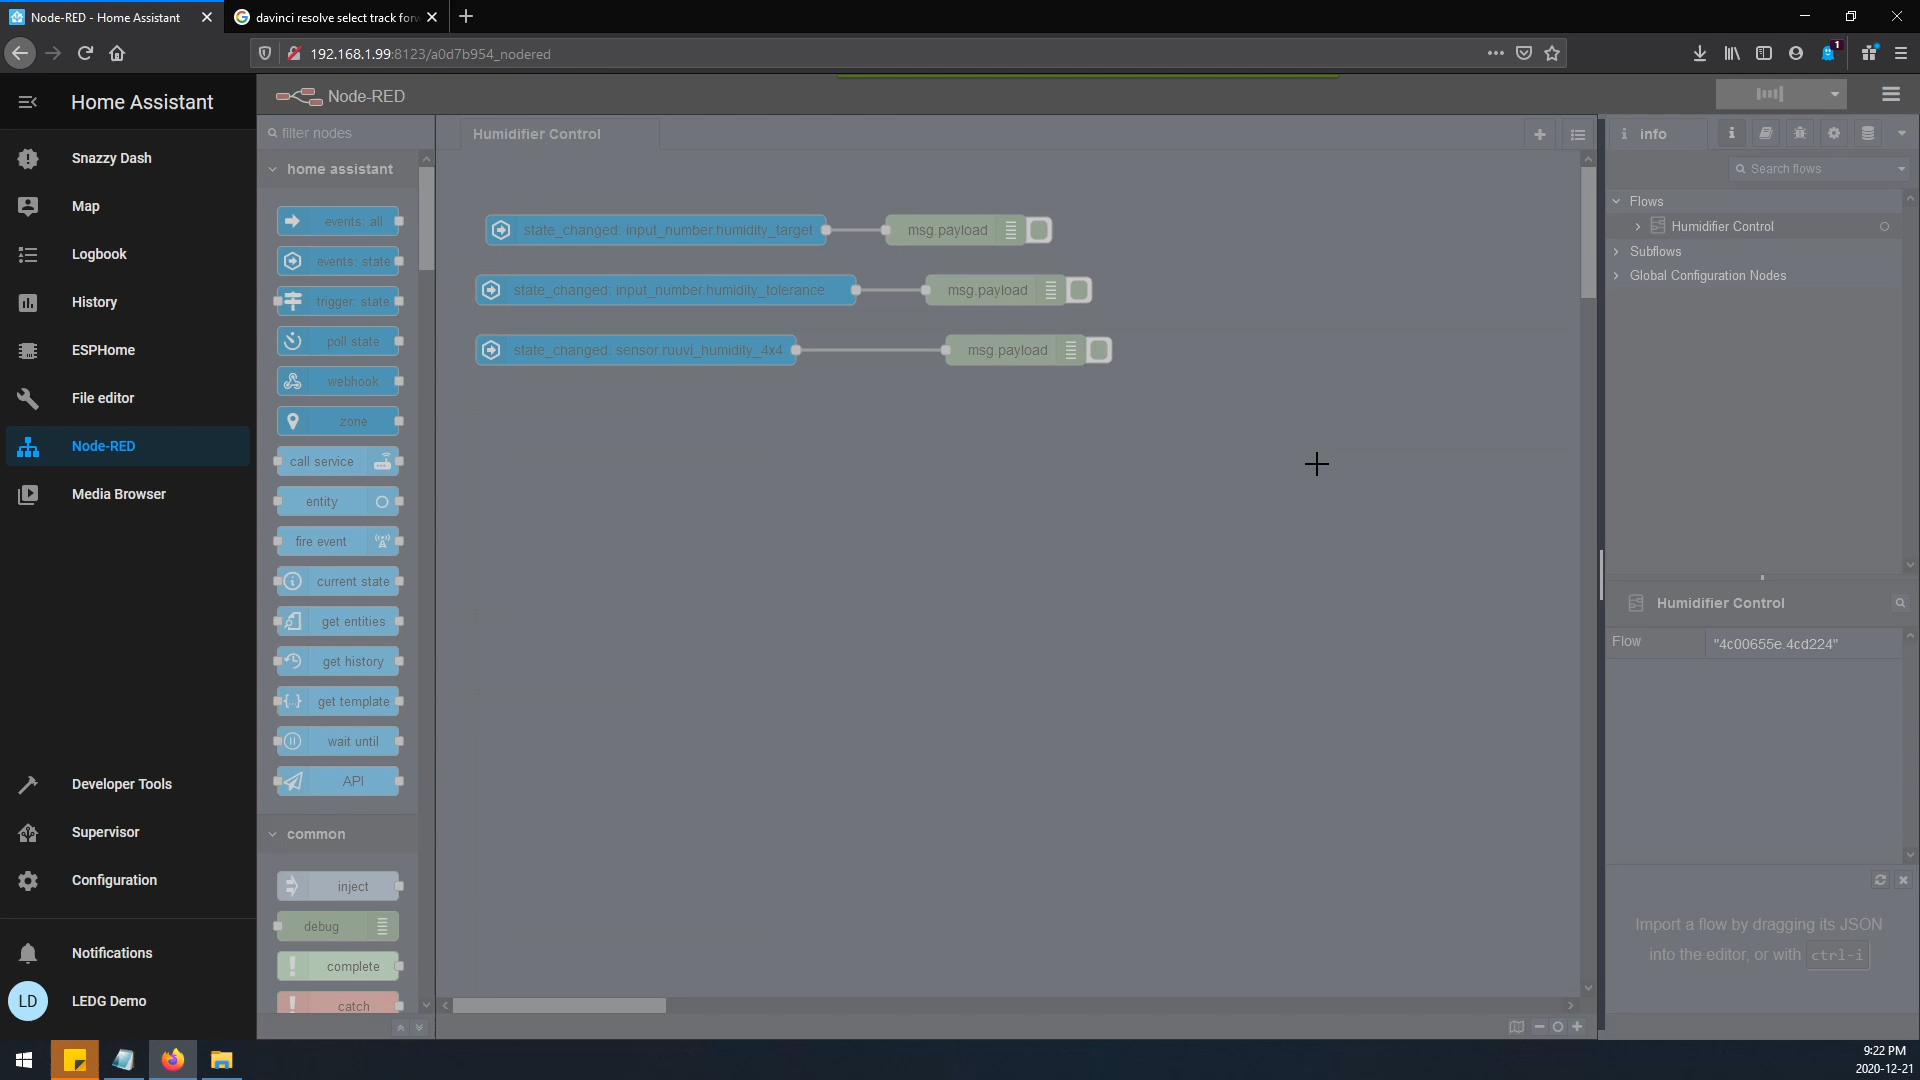 Node-RED - Home Assistant
davinci resolve select track forw
192.168.1.99:8123/a0d7b954_nodered
1
Home Assistant
Node-RED
Snazzy Dash
Map
Logbook
History
ESPHome
File editor
Node-RED
Media Browser
Developer Tools
Supervisor
Configuration
Notifications
LD
LEDG Demo
filter nodes
home assistant
events: all
events: state
trigger: state
poll state
webhook
zone
call service
entity
fire event
current state
get entities
get history
get template
wait until
API
common
inject
debug
complete
catch
Humidifier Control
state_changed: input_number.humidity_target
msg.payload
state_changed: input_number.humidity_tolerance
msg.payload
state_changed: sensor.ruuvi_humidity_4x4
msg.payload
info
Search flows
Flows
Humidifier Control
Subflows
Global Configuration Nodes
Humidifier Control
Flow
"4c00655e.4cd224"
Import a flow by dragging its JSON
into the editor, or with ctrl-i
9:22 PM
2020-12-21